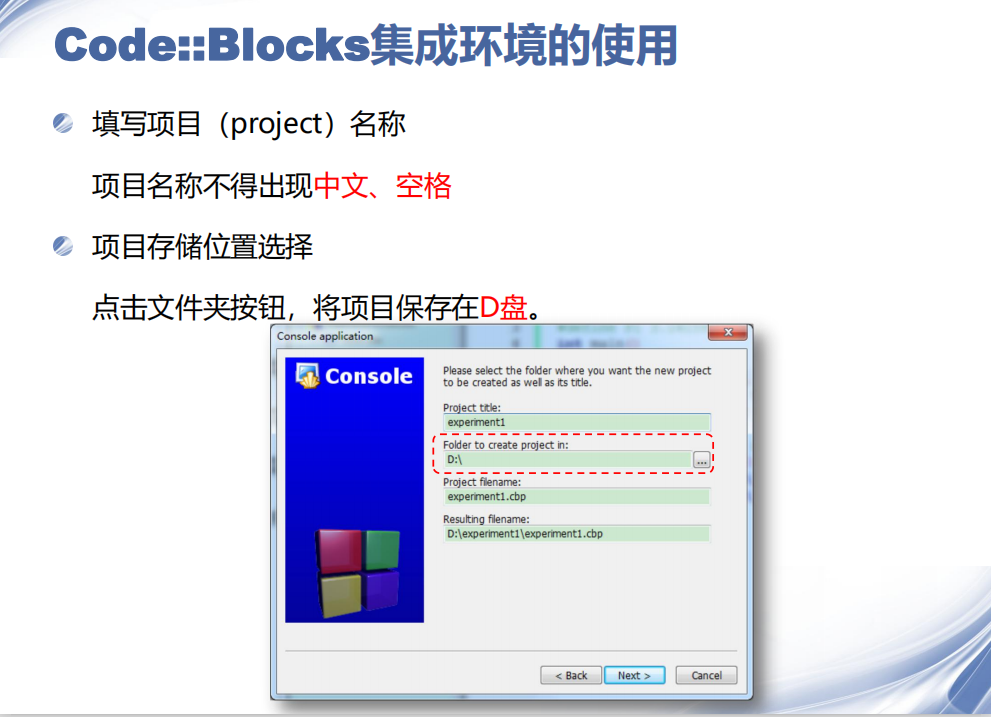 Code::Blocks集成环境的使用
填写项目（project）名称
项目名称不得出现中文、空格
项目存储位置选择
点击文件夹按钮，将项目保存在D盘。
Console application
Console
Please select the folder where you want the new project
to be created as well as its title.
Project title:
experiment1
Folder to create project in:
D:\
...
Project filename:
experiment1.cbp
Resulting filename:
D:\experiment1\experiment1.cbp
< Back
Next >
Cancel